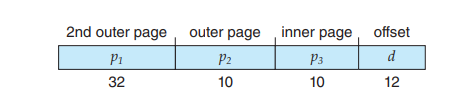 2nd outer page outer page inner page offset
p1 p2 p3 d
32 10 10 12